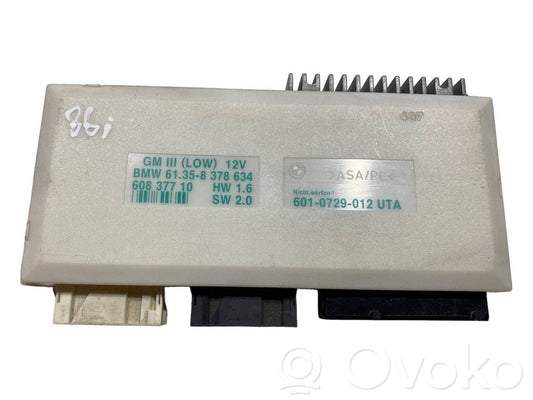 86i
407
GM III (LOW) 12V
BMW 61.35-8 378 634
608 377 10 HW 1.6
SW 2.0
>ASA/PC<
Nicht werfen !
601-0729-012 UTA
Ovoko